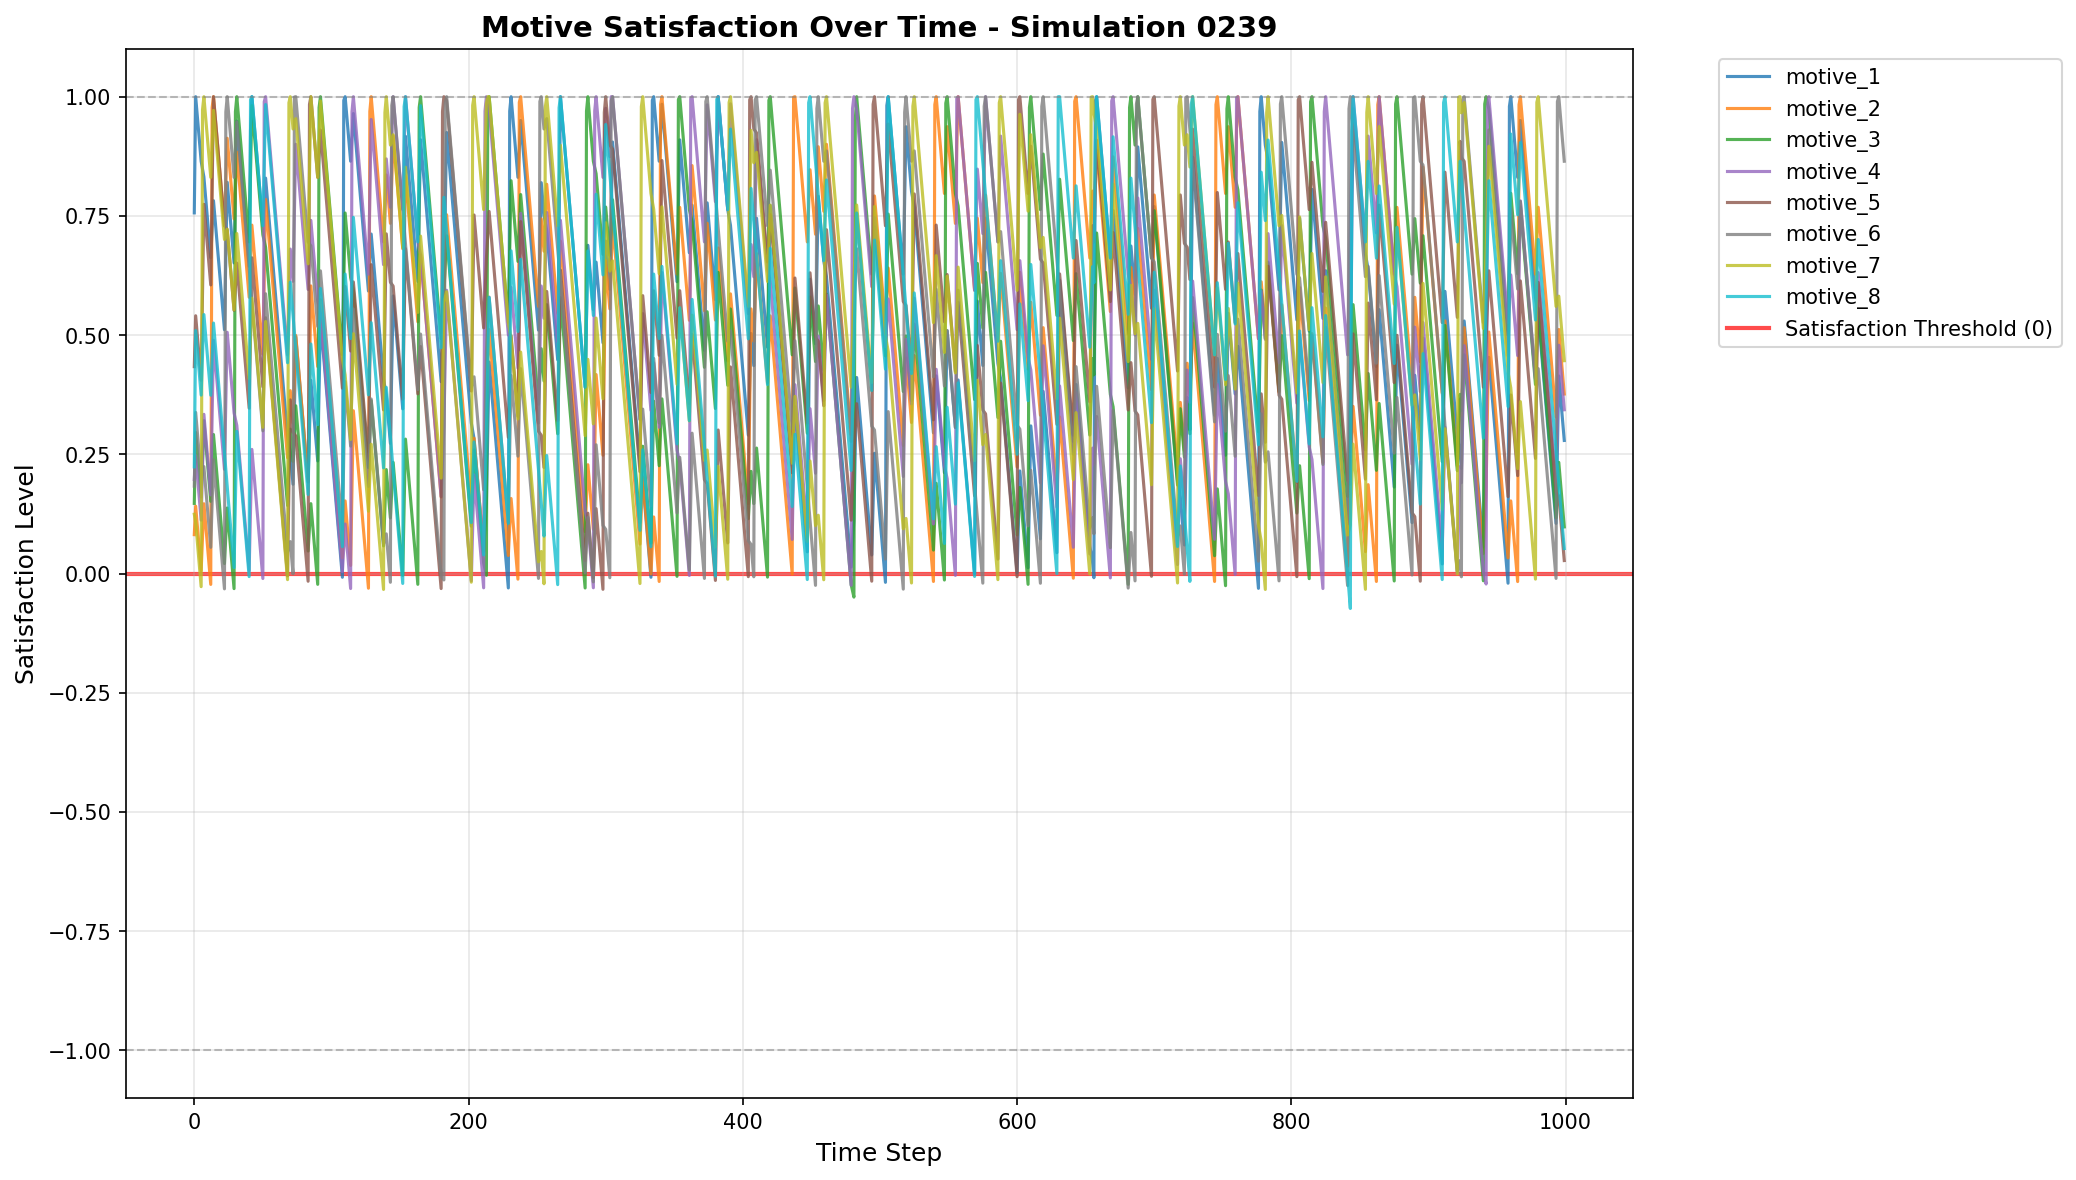 Motive Satisfaction Over Time - Simulation 0239
Satisfaction Level
1.00
0.75
0.50
0.25
0.00
−0.25
−0.50
−0.75
−1.00
0
200
400
600
800
1000
Time Step
motive_1
motive_2
motive_3
motive_4
motive_5
motive_6
motive_7
motive_8
Satisfaction Threshold (0)